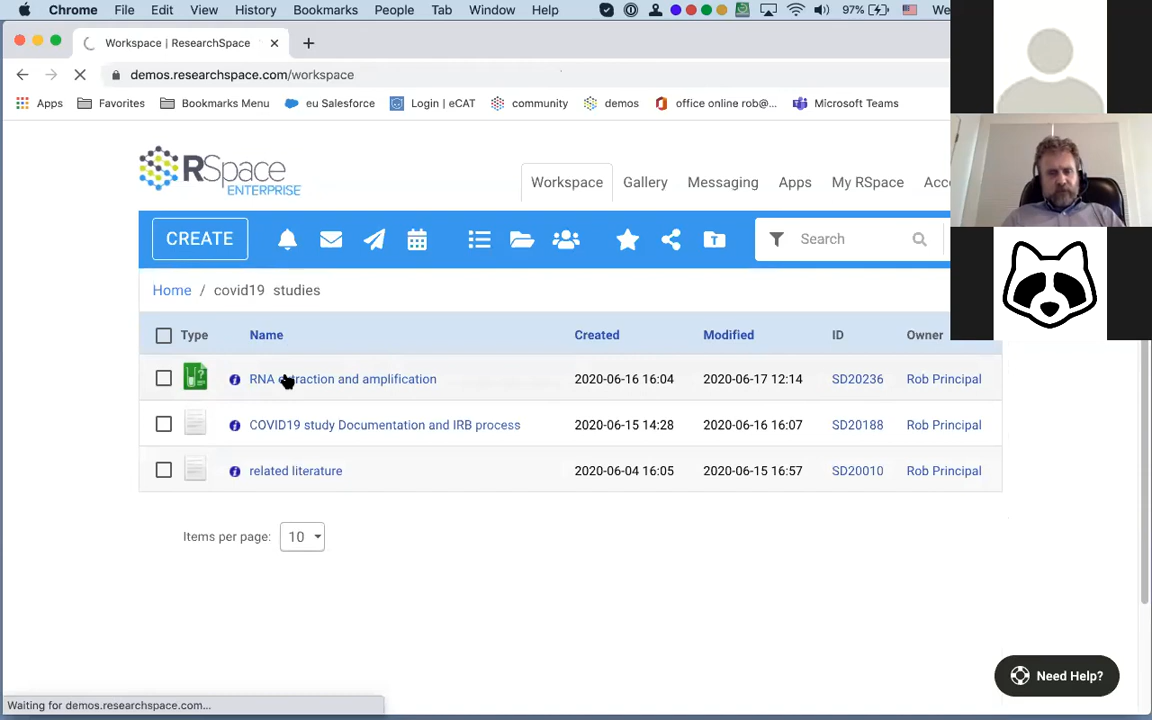 Chrome File Edit View History Bookmarks People Tab Window Help 97% We
Workspace | ResearchSpace
demos.researchspace.com/workspace
Apps Favorites Bookmarks Menu eu Salesforce Login | eCAT community demos office online rob@... Microsoft Teams
RSpace ENTERPRISE
Workspace Gallery Messaging Apps My RSpace Acc
CREATE T Search
Home / covid19 studies
Type Name Created Modified ID Owner
RNA extraction and amplification 2020-06-16 16:04 2020-06-17 12:14 SD20236 Rob Principal
COVID19 study Documentation and IRB process 2020-06-15 14:28 2020-06-16 16:07 SD20188 Rob Principal
related literature 2020-06-04 16:05 2020-06-15 16:57 SD20010 Rob Principal
Items per page: 10
Need Help?
Waiting for demos.researchspace.com...